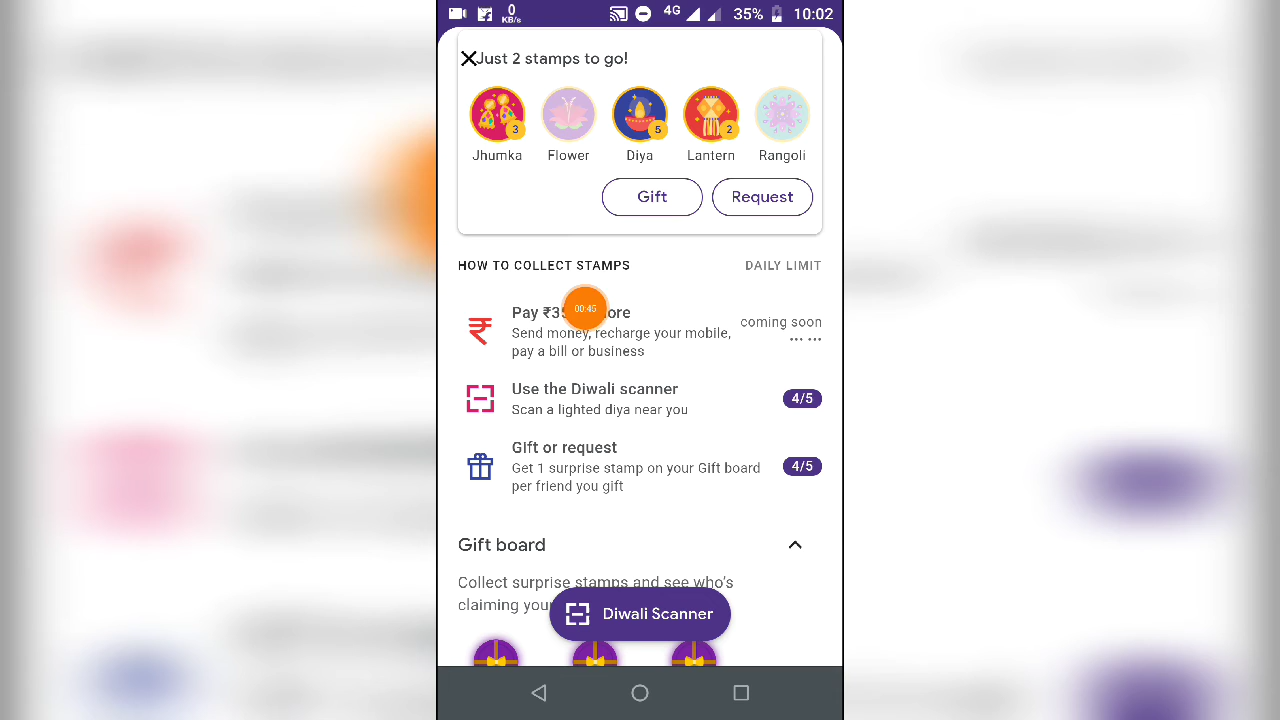 0
KB/s
4G
35%
10:02
Just 2 stamps to go!
3
5
2
Jhumka
Flower
Diya
Lantern
Rangoli
Gift
Request
HOW TO COLLECT STAMPS
DAILY LIMIT
Pay
00:45
Send money, recharge your mobile,
pay a bill or business
coming soon
Use the Diwali scanner
Scan a lighted diya near you
4/5
Gift or request
Get 1 surprise stamp on your Gift board
per friend you gift
4/5
Gift board
Collect surprise stamps and see who's
claiming
Diwali Scanner